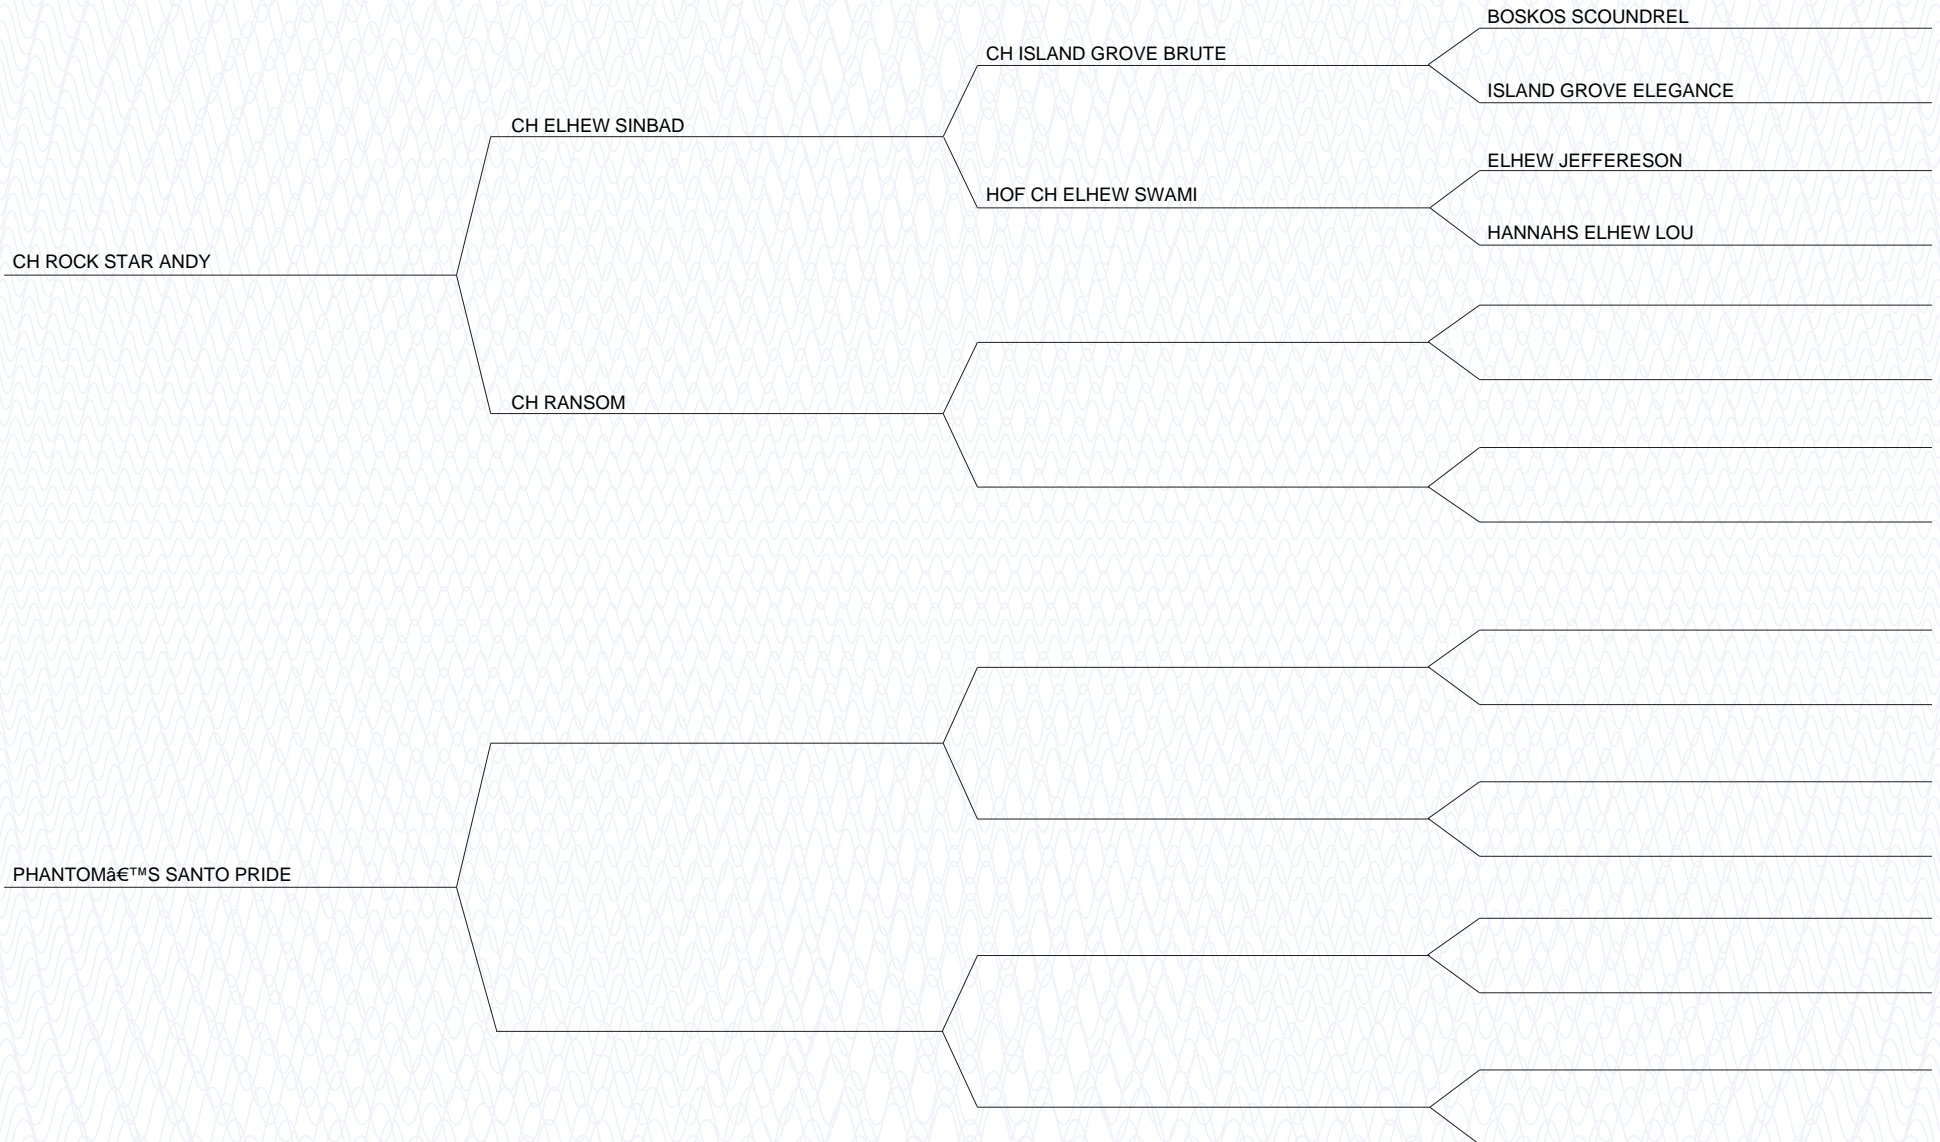 BOSKOS SCOUNDREL
CH ISLAND GROVE BRUTE
ISLAND GROVE ELEGANCE
CH ELHEW SINBAD
ELHEW JEFFERESON
HOF CH ELHEW SWAMI
HANNAHS ELHEW LOU
CH ROCK STAR ANDY
CH RANSOM
PHANTOMâ€™S SANTO PRIDE